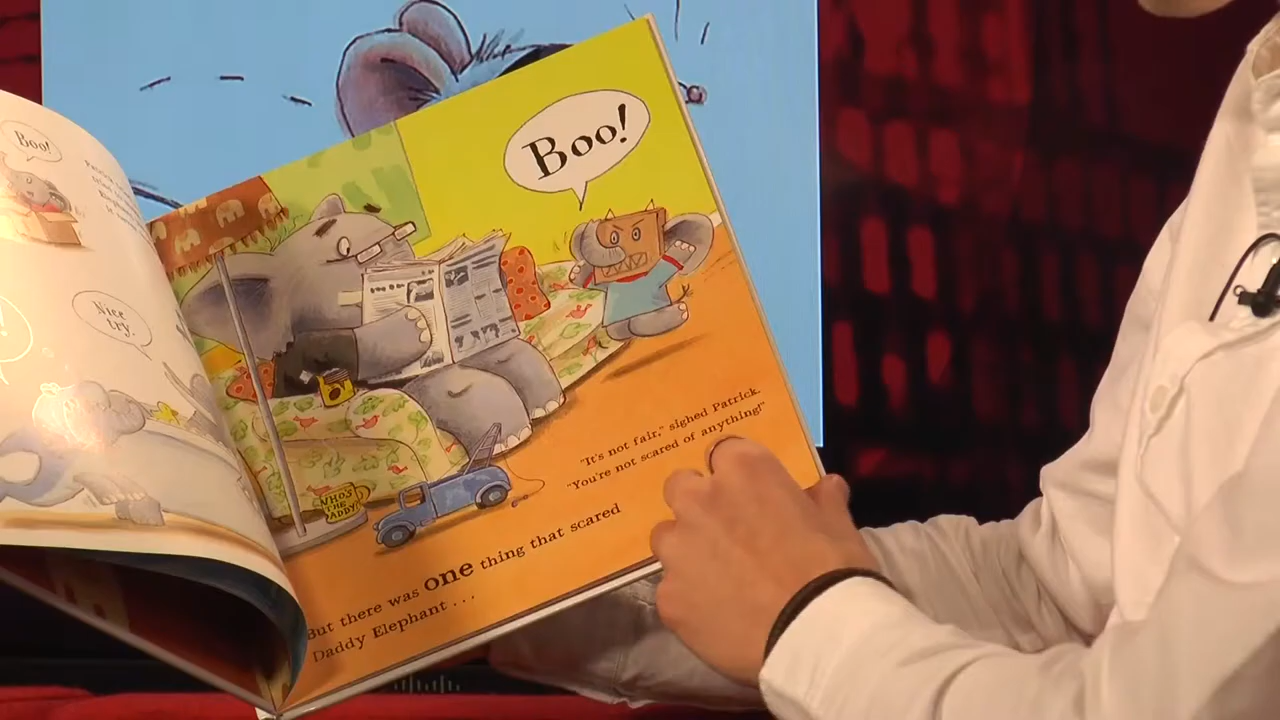 Boo!
Nice
try.
Boo!
"It's not fair," sighed Patrick.
"You're not scared of anything!"
WHO'S
THE
DADDY?
But there was one thing that scared
Daddy Elephant . . .